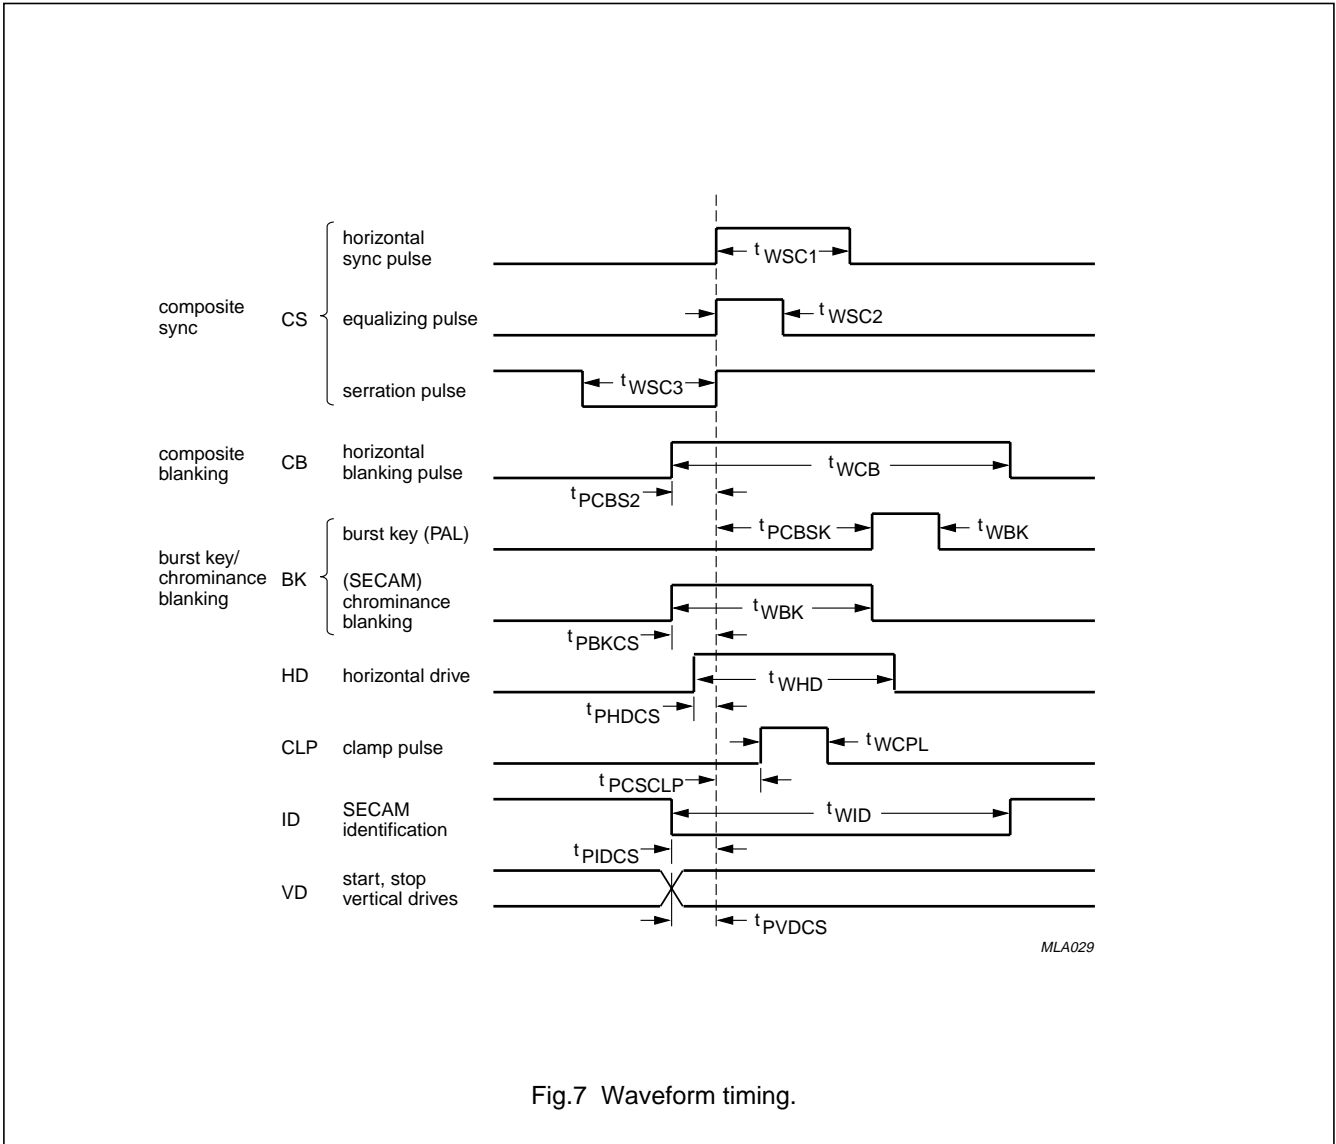 horizontal
sync pulse
t WSC1
composite
sync
CS
equalizing pulse
t WSC2
serration pulse
t WSC3
composite
blanking
CB
horizontal
blanking pulse
t WCB
t PCBS2
burst key/
chrominance
blanking
BK
burst key (PAL)
t PCBSK
t WBK
(SECAM)
chrominance
blanking
t WBK
t PBKCS
HD
horizontal drive
t WHD
t PHDCS
CLP
clamp pulse
t WCPL
t PCSCLP
ID
SECAM
identification
t WID
t PIDCS
VD
start, stop
vertical drives
t PVDCS
MLA029
Fig.7 Waveform timing.